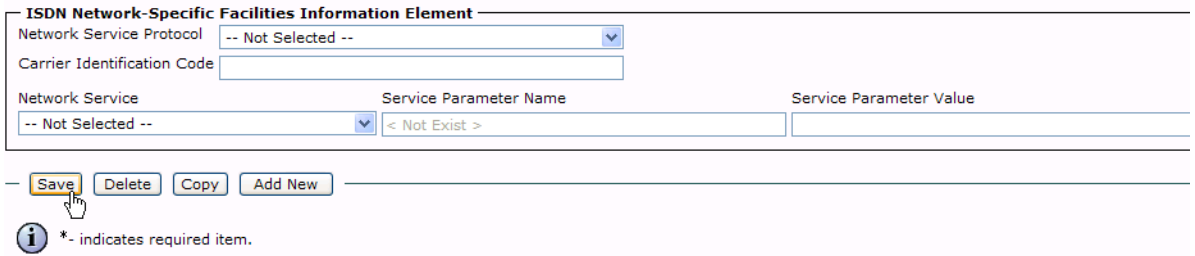 ISDN Network-Specific Facilities Information Element
Network Service Protocol -- Not Selected --
Carrier Identification Code
Network Service Service Parameter Name Service Parameter Value
-- Not Selected -- < Not Exist >
Save Delete Copy Add New
i *- indicates required item.